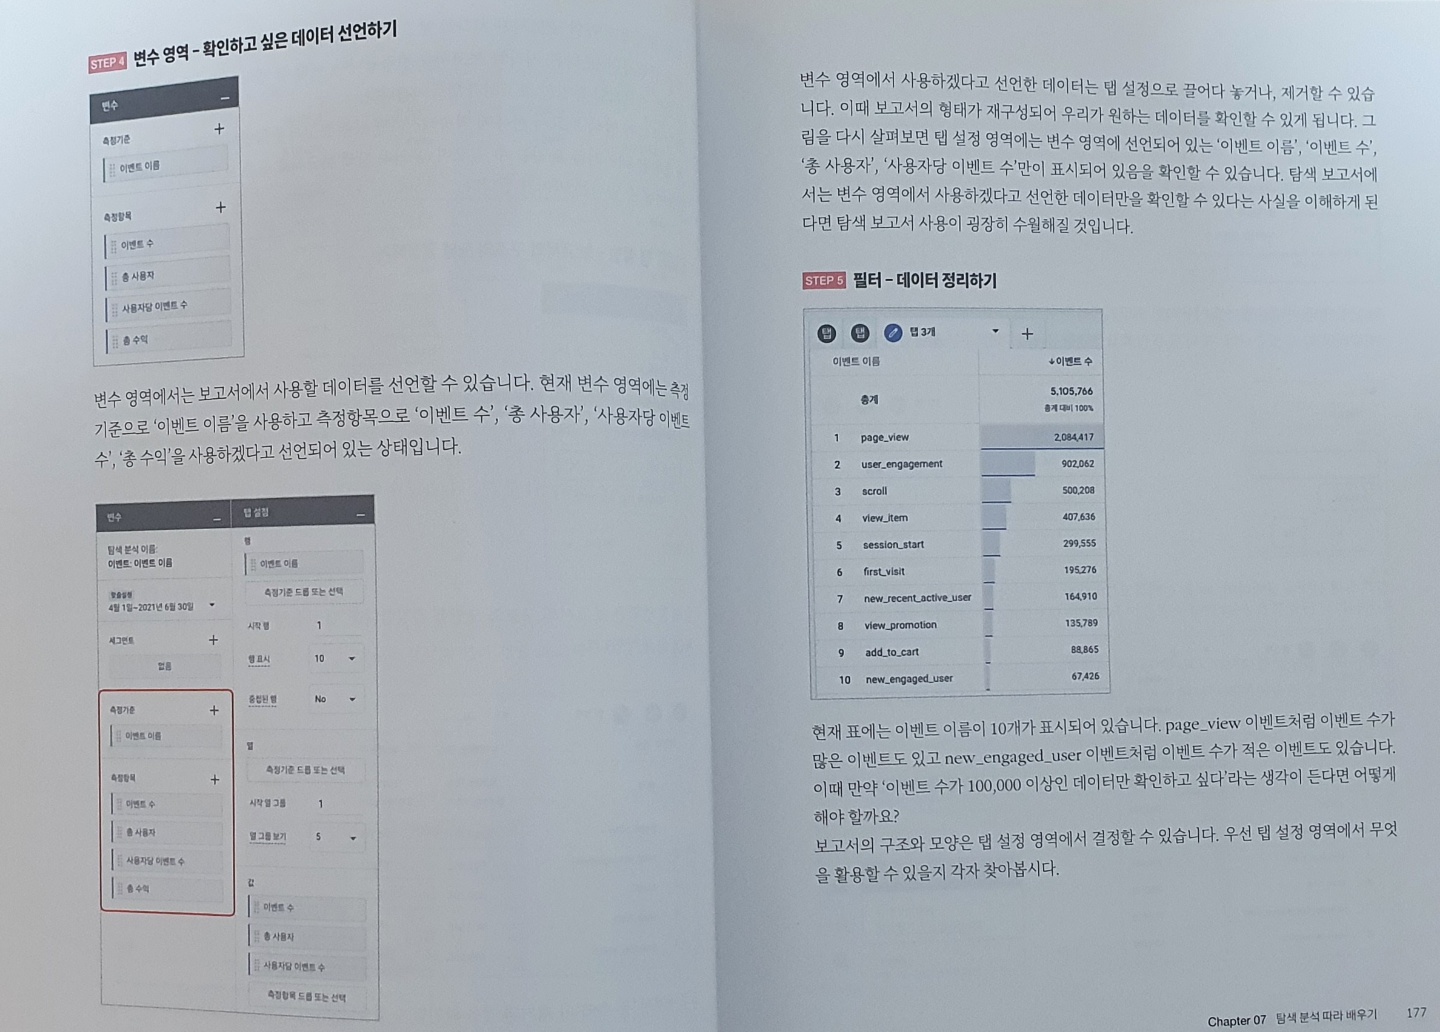 STEP 4 변수 영역 – 확인하고 싶은 데이터 선언하기
변수 –
측정기준 +
이벤트 이름
측정항목 +
이벤트 수
총 사용자
사용자당 이벤트 수
총 수익
변수 영역에서는 보고서에서 사용할 데이터를 선언할 수 있습니다. 현재 변수 영역에는 측정
기준으로 ‘이벤트 이름’을 사용하고 측정항목으로 ‘이벤트 수’, ‘총 사용자’, ‘사용자당 이벤트
수’, ‘총 수익’을 사용하겠다고 선언되어 있는 상태입니다.
변수 –
탐색 분석 이름:
이벤트: 이벤트 이름
맞춤설정
4월 1일~2021년 6월 30일
세그먼트 +
없음
측정기준 +
이벤트 이름
측정항목 +
이벤트 수
총 사용자
사용자당 이벤트 수
총 수익
탭 설정 –
행
이벤트 이름
측정기준 드롭 또는 선택
시작 행 1
행 표시 10
중첩된 행 No
열
측정기준 드롭 또는 선택
시작 열 그룹 1
열 그룹 보기 5
값
이벤트 수
총 사용자
사용자당 이벤트 수
측정항목 드롭 또는 선택
변수 영역에서 사용하겠다고 선언한 데이터는 탭 설정으로 끌어다 놓거나, 제거할 수 있습
니다. 이때 보고서의 형태가 재구성되어 우리가 원하는 데이터를 확인할 수 있게 됩니다. 그
림을 다시 살펴보면 탭 설정 영역에는 변수 영역에 선언되어 있는 ‘이벤트 이름’, ‘이벤트 수’,
‘총 사용자’, ‘사용자당 이벤트 수’만이 표시되어 있음을 확인할 수 있습니다. 탐색 보고서에
서는 변수 영역에서 사용하겠다고 선언한 데이터만을 확인할 수 있다는 사실을 이해하게 된
다면 탐색 보고서 사용이 굉장히 수월해질 것입니다.
STEP 5 필터 – 데이터 정리하기
탭 탭 탭 3개 +
이벤트 이름 ↓이벤트 수
총계 5,105,766
총계 대비 100%
1 page_view 2,084,417
2 user_engagement 902,062
3 scroll 500,208
4 view_item 407,636
5 session_start 299,555
6 first_visit 195,276
7 new_recent_active_user 164,910
8 view_promotion 135,789
9 add_to_cart 88,865
10 new_engaged_user 67,426
현재 표에는 이벤트 이름이 10개가 표시되어 있습니다. page_view 이벤트처럼 이벤트 수가
많은 이벤트도 있고 new_engaged_user 이벤트처럼 이벤트 수가 적은 이벤트도 있습니다.
이때 만약 ‘이벤트 수가 100,000 이상인 데이터만 확인하고 싶다’라는 생각이 든다면 어떻게
해야 할까요?
보고서의 구조와 모양은 탭 설정 영역에서 결정할 수 있습니다. 우선 탭 설정 영역에서 무엇
을 활용할 수 있을지 각자 찾아봅시다.
Chapter 07 탐색 분석 따라 배우기 177